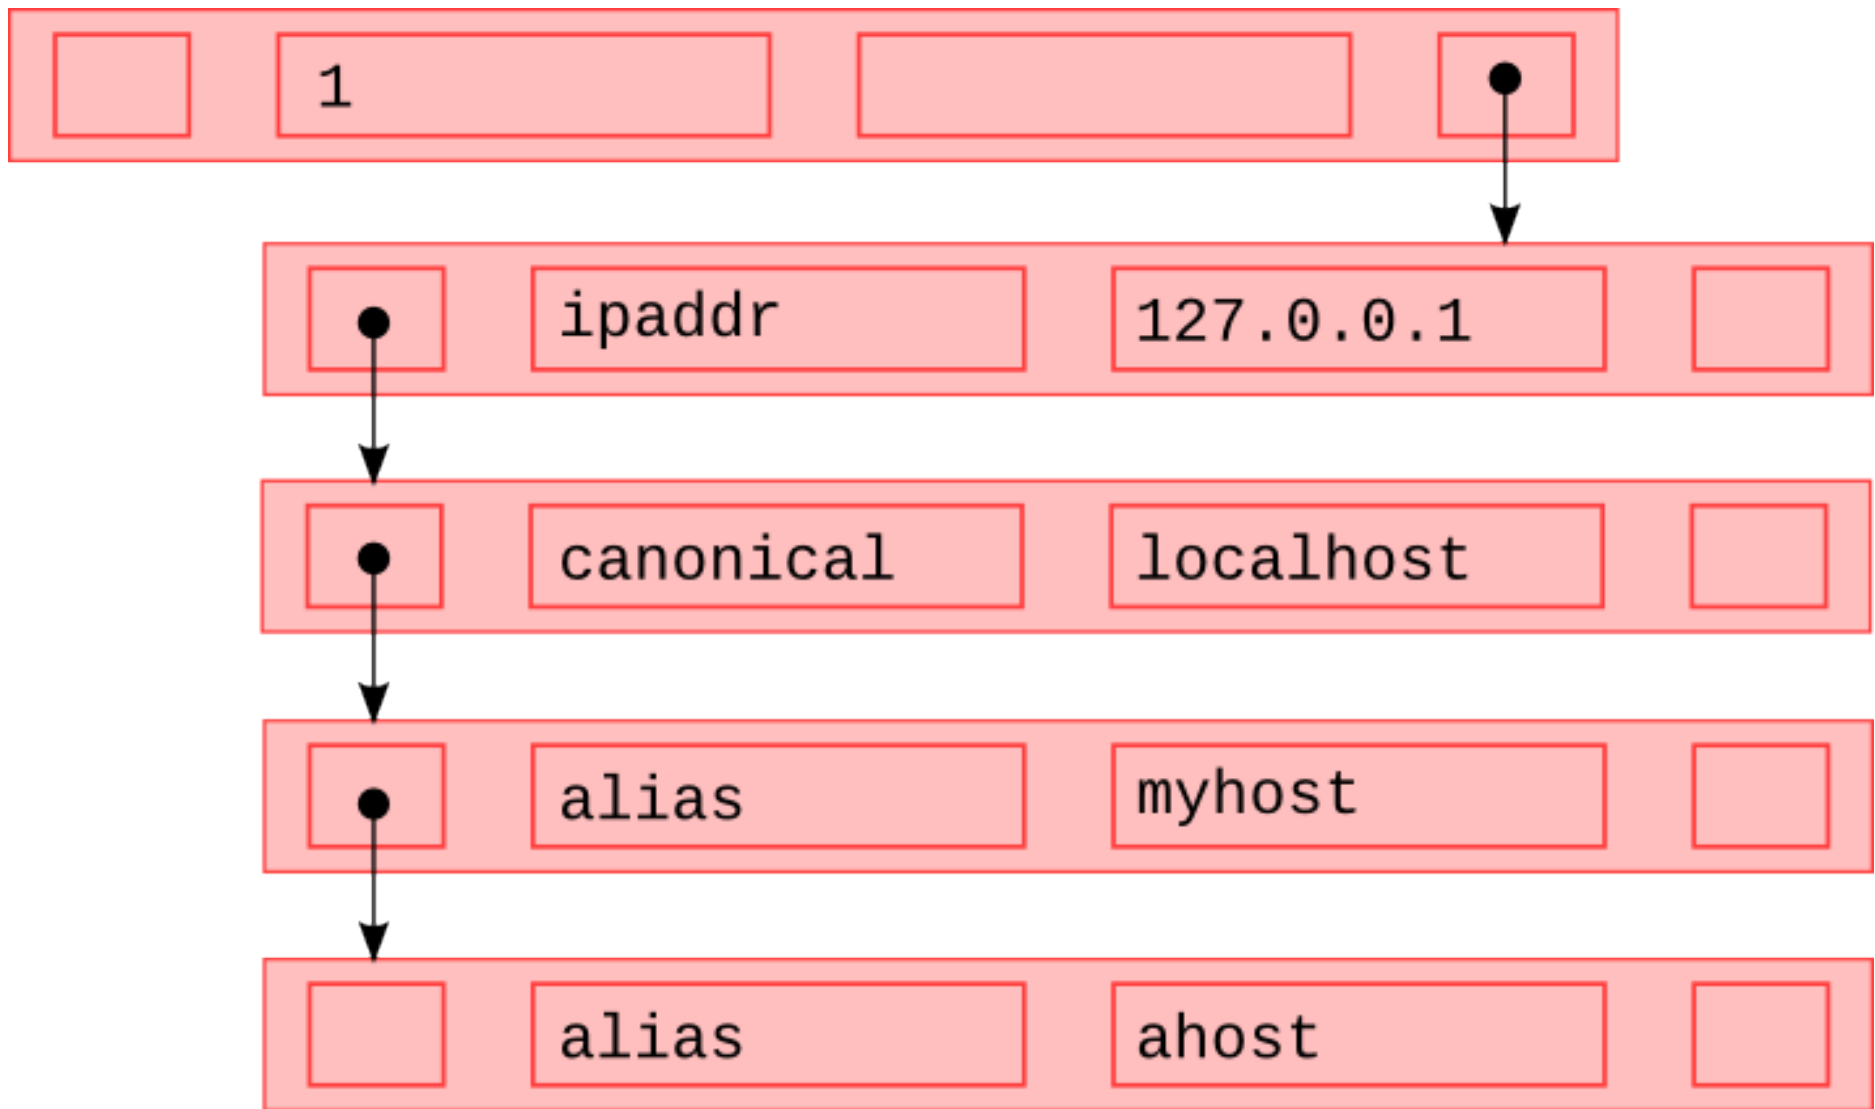 1
ipaddr 127.0.0.1
canonical localhost
alias myhost
alias ahost